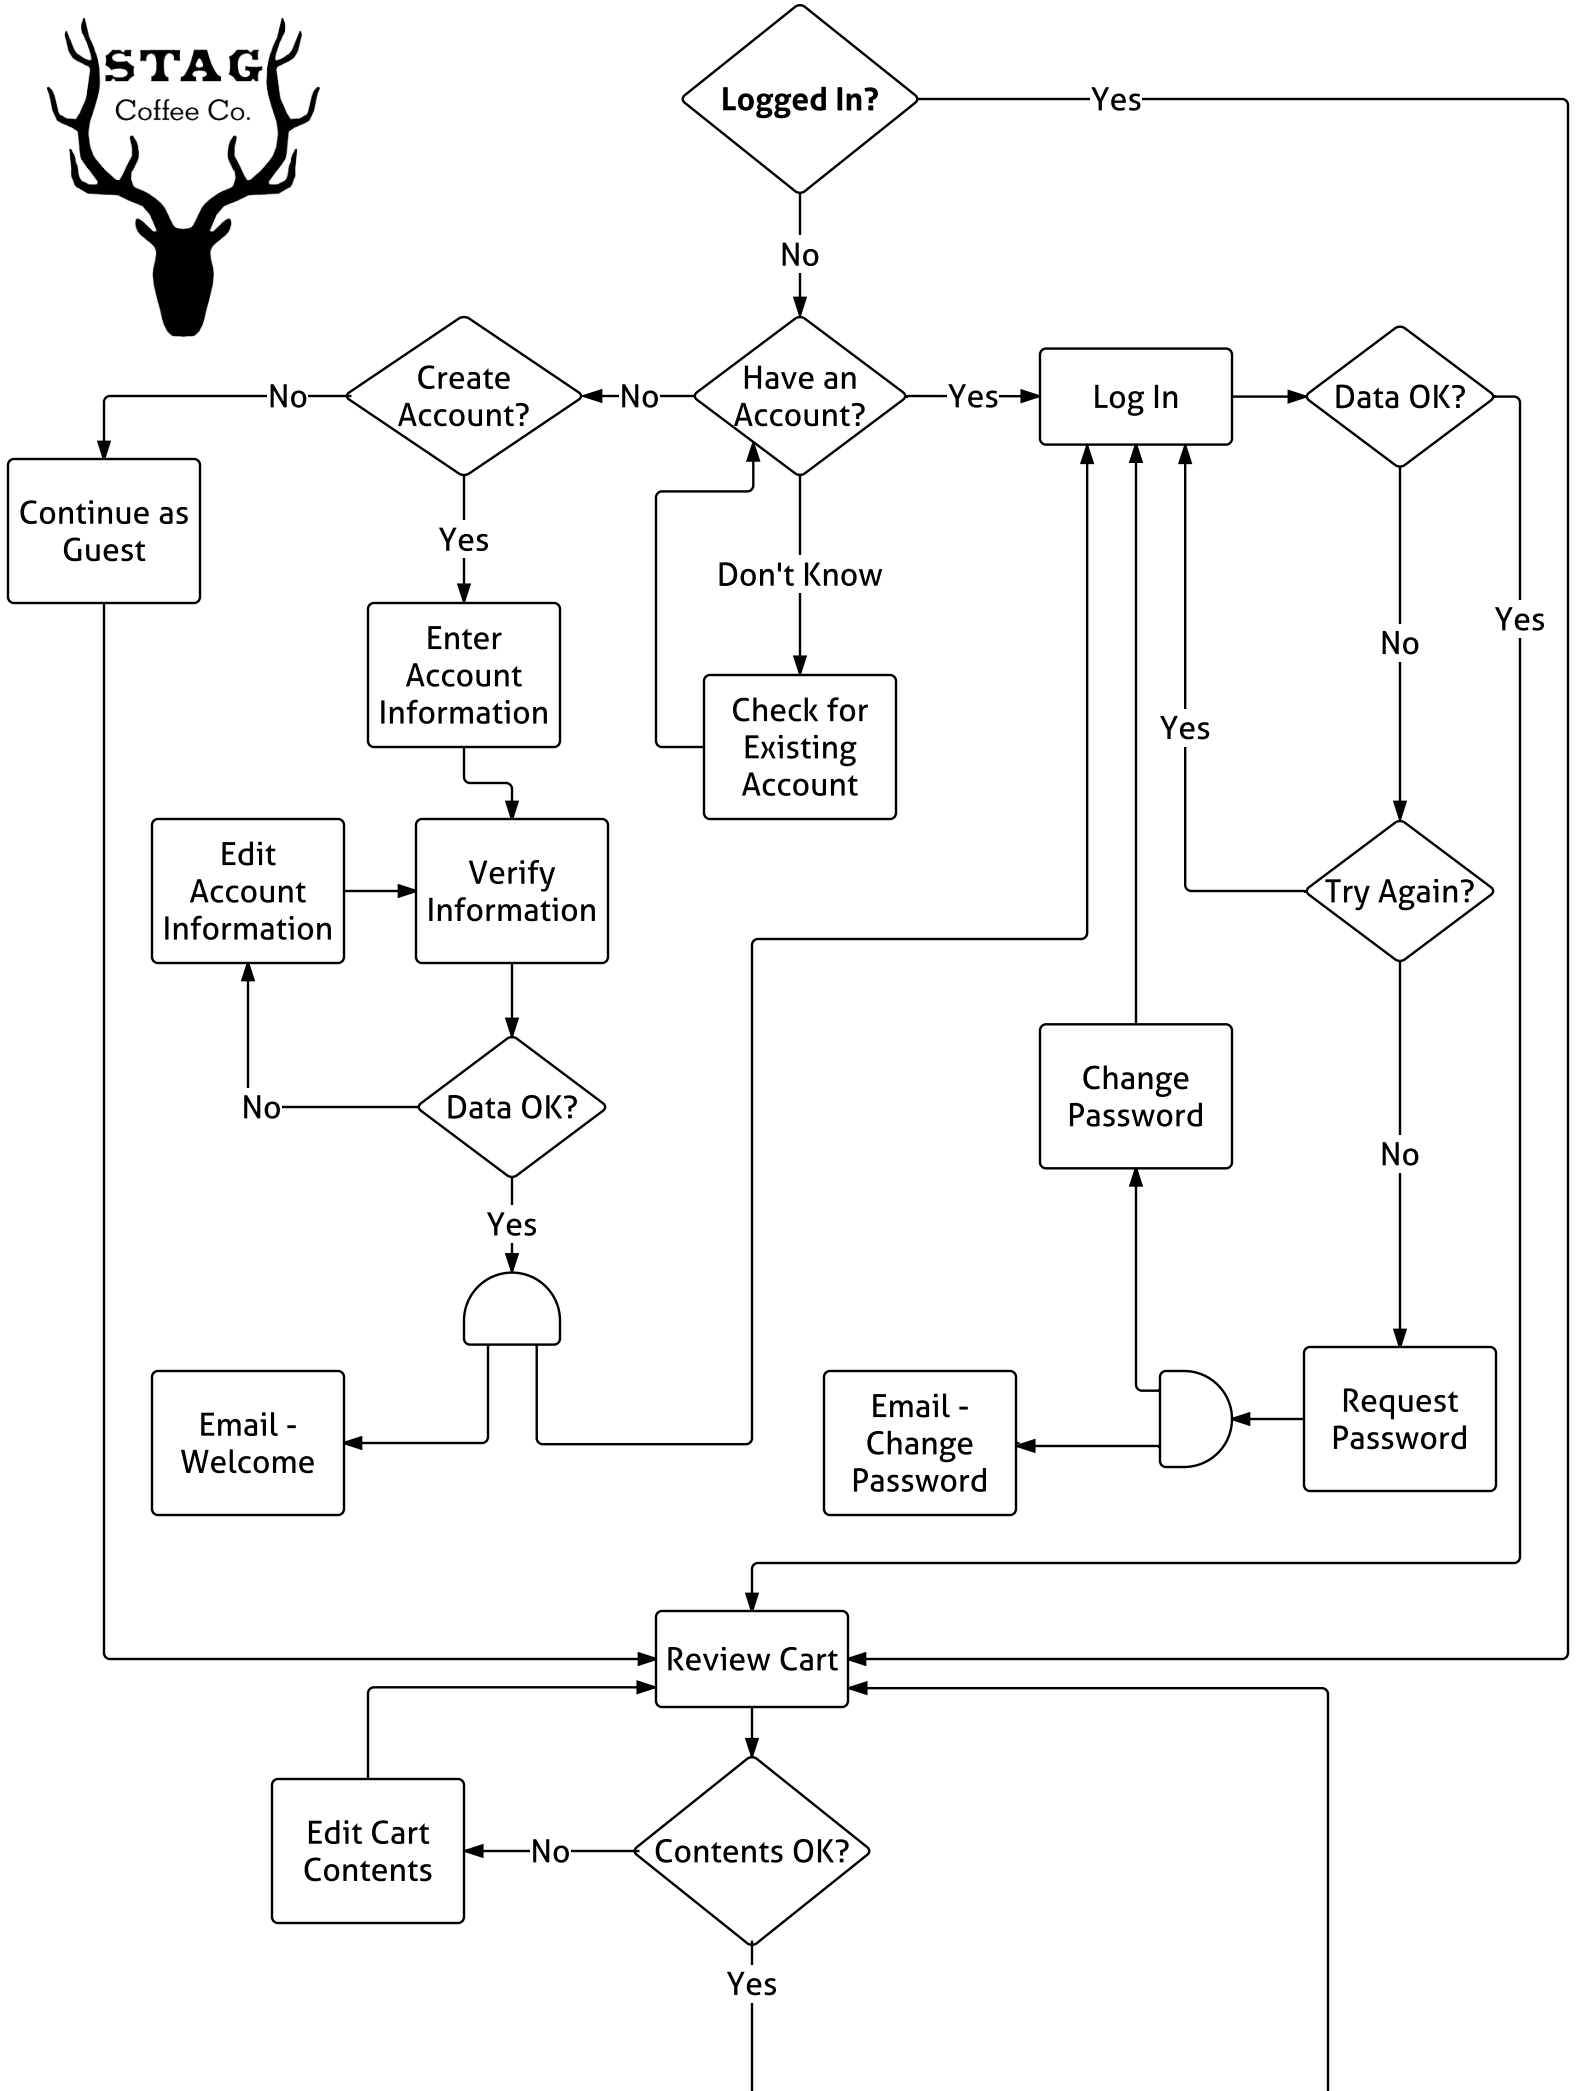 STAG
Coffee Co.
Logged In?
Yes
No
Create
Account?
No
No
Have an
Account?
Yes
Log In
Data OK?
Continue as
Guest
Yes
Don't Know
No
Yes
Enter
Account
Information
Check for
Existing
Account
Yes
Edit
Account
Information
Verify
Information
Try Again?
Data OK?
No
Change
Password
No
Yes
Email -
Welcome
Email -
Change
Password
Request
Password
Review Cart
Edit Cart
Contents
No
Contents OK?
Yes